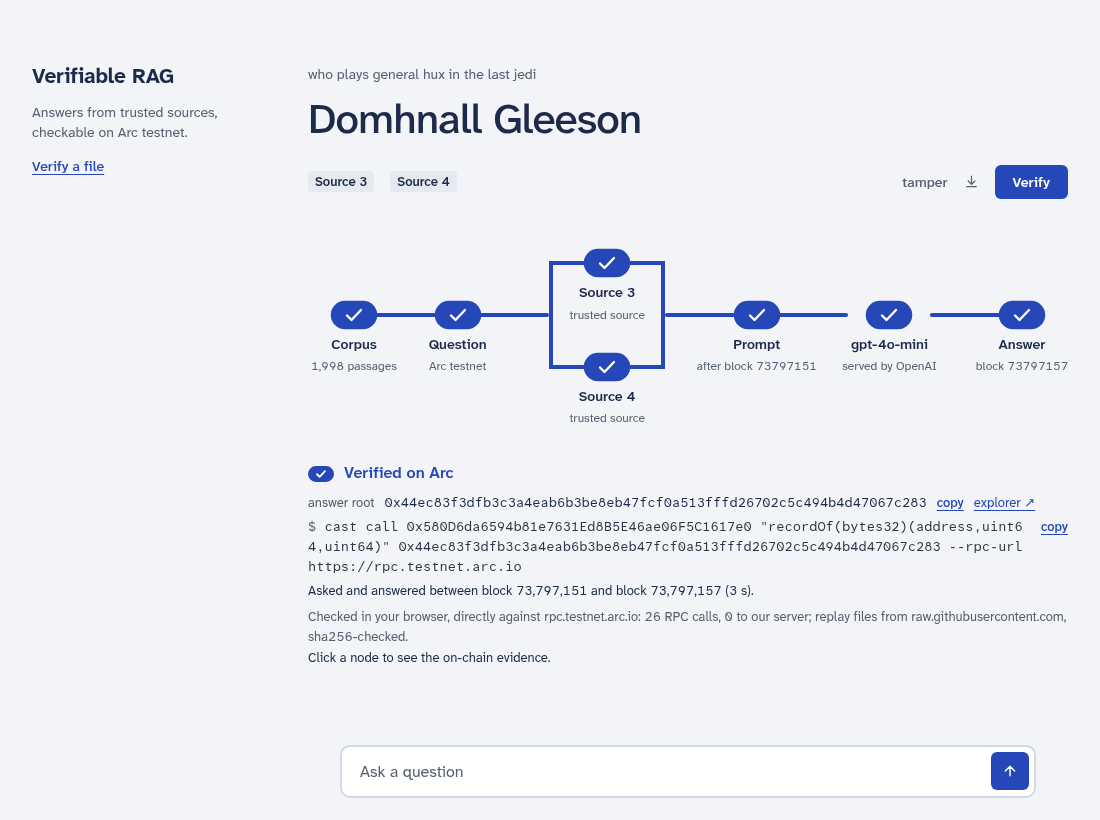 Verifiable RAG
Answers from trusted sources,
checkable on Arc testnet.
Verify a file
who plays general hux in the last jedi
Domhnall Gleeson
Source 3 Source 4 tamper Verify
Source 3
trusted source
Corpus Question Prompt gpt-4o-mini Answer
1,998 passages Arc testnet after block 73797151 served by OpenAI block 73797157
Source 4
trusted source
Verified on Arc
answer root 0x44ec83f3dfb3c3a4eab6b3be8eb47fcf0a513fffd26702c5c494b4d47067c283 copy explorer ↗
$ cast call 0x580D6da6594b81e7631Ed8B5E46ae06F5C1617e0 "recordOf(bytes32)(address,uint6 copy
4,uint64)" 0x44ec83f3dfb3c3a4eab6b3be8eb47fcf0a513fffd26702c5c494b4d47067c283 --rpc-url
https://rpc.testnet.arc.io
Asked and answered between block 73,797,151 and block 73,797,157 (3 s).
Checked in your browser, directly against rpc.testnet.arc.io: 26 RPC calls, 0 to our server; replay files from raw.githubusercontent.com,
sha256-checked.
Click a node to see the on-chain evidence.
Ask a question